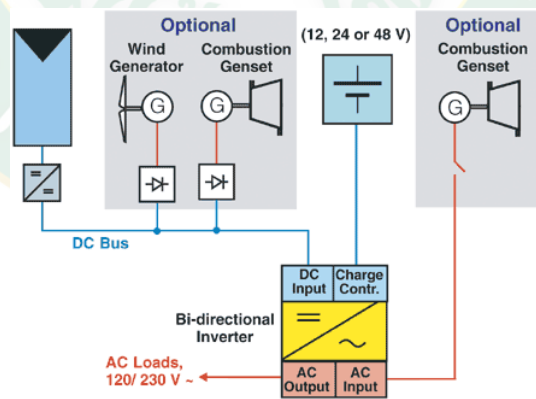 Optional
Wind
Generator
Combustion
Genset
G
G
(12, 24 or 48 V)
Optional
Combustion
Genset
G
DC Bus
DC
Input
Charge
Contr.
Bi-directional
Inverter
AC Loads,
120/ 230 V ~
AC
Output
AC
Input